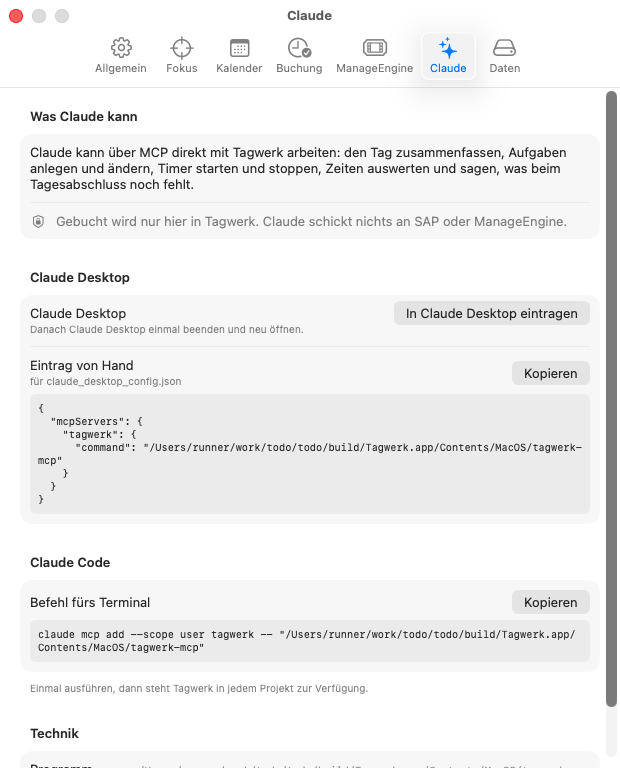 Claude
Allgemein
Fokus
Kalender
Buchung
ManageEngine
Claude
Daten
Was Claude kann
Claude kann über MCP direkt mit Tagwerk arbeiten: den Tag zusammenfassen, Aufgaben
anlegen und ändern, Timer starten und stoppen, Zeiten auswerten und sagen, was beim
Tagesabschluss noch fehlt.
Gebucht wird nur hier in Tagwerk. Claude schickt nichts an SAP oder ManageEngine.
Claude Desktop
Claude Desktop
In Claude Desktop eintragen
Danach Claude Desktop einmal beenden und neu öffnen.
Eintrag von Hand
Kopieren
für claude_desktop_config.json
{
  "mcpServers": {
    "tagwerk": {
      "command": "/Users/runner/work/todo/todo/build/Tagwerk.app/Contents/MacOS/tagwerk-
mcp"
    }
  }
}
Claude Code
Befehl fürs Terminal
Kopieren
claude mcp add --scope user tagwerk -- "/Users/runner/work/todo/todo/build/Tagwerk.app/
Contents/MacOS/tagwerk-mcp"
Einmal ausführen, dann steht Tagwerk in jedem Projekt zur Verfügung.
Technik